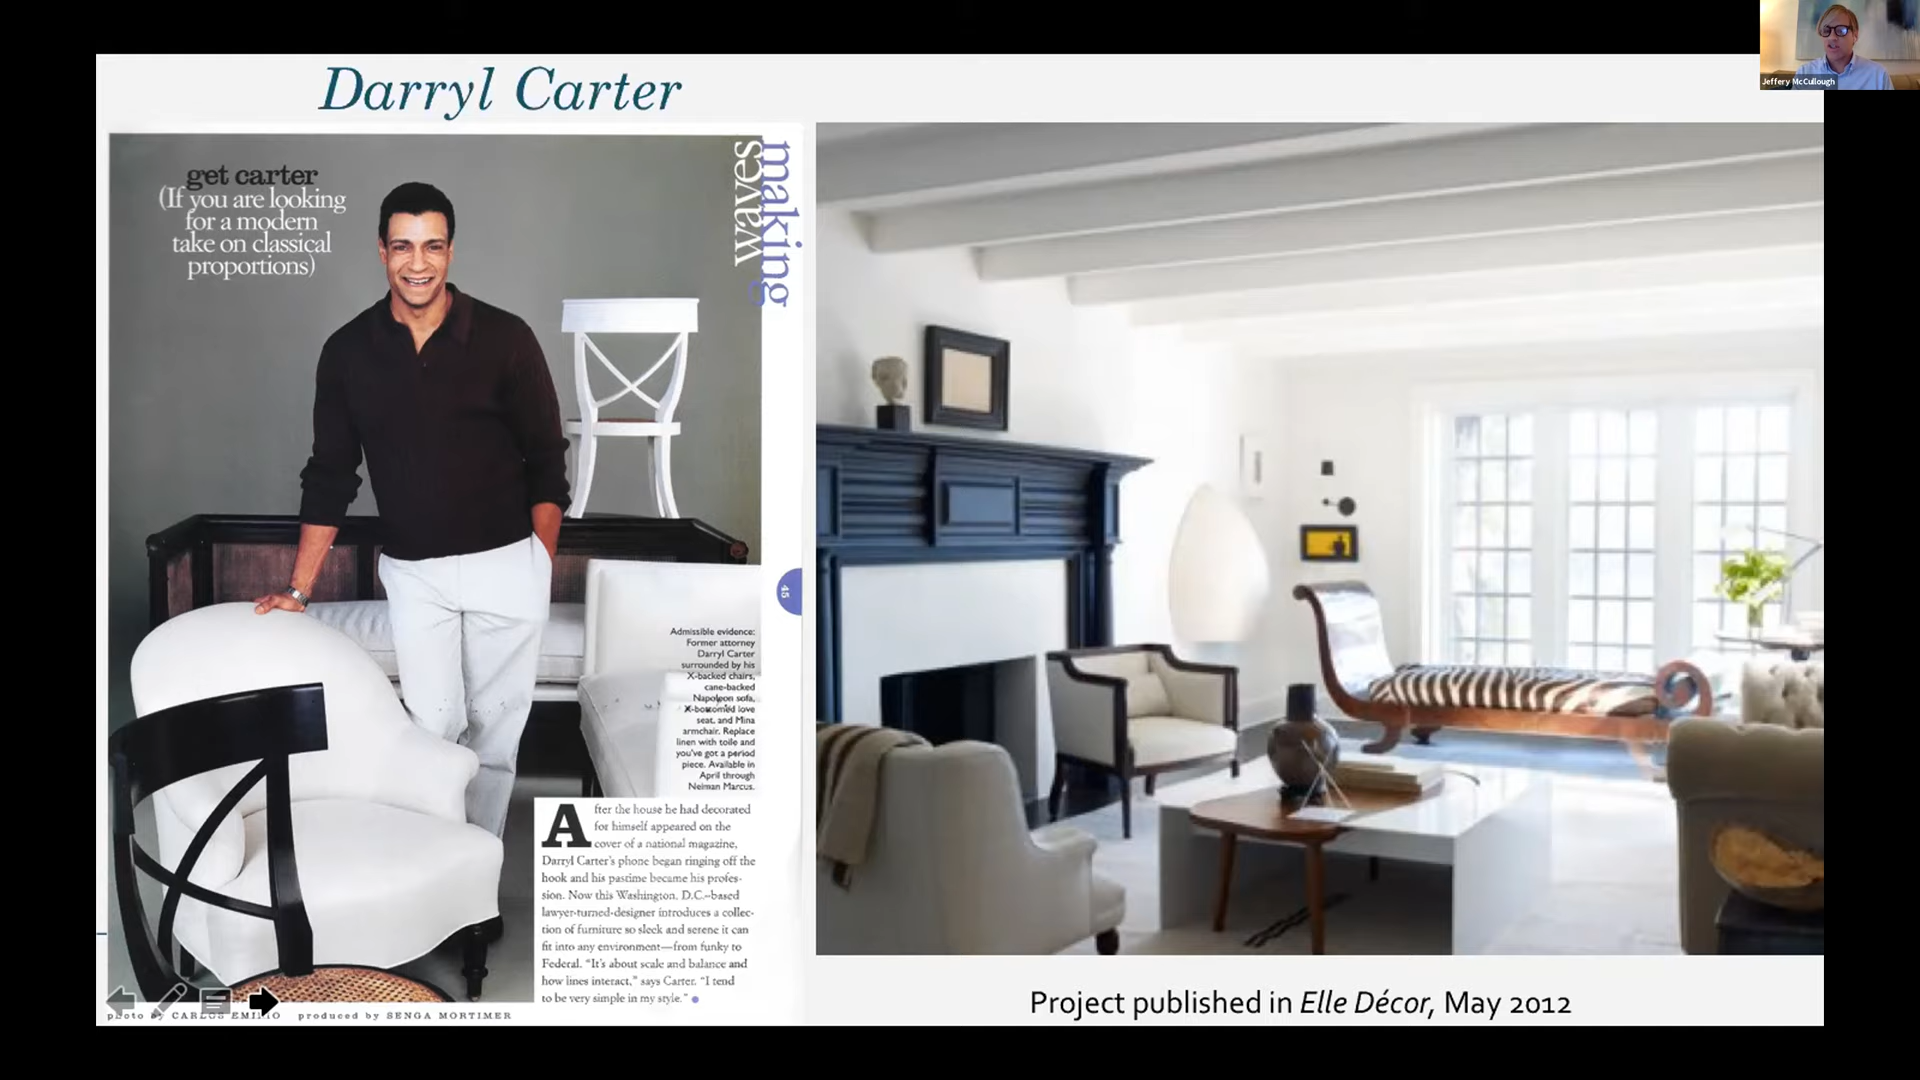 Darryl Carter
Jeffery McCullough
get carter
(If you are looking
for a modern
take on classical
proportions)
making
waves
45
Admissible evidence:
Former attorney
Darryl Carter
surrounded by his
X-backed chairs,
cane-backed
Napoleon sofa,
X-bottomed love
seat, and Mina
armchair. Replace
linen with toile and
you've got a period
piece. Available in
April through
Neiman Marcus.
After the house he had decorated
for himself appeared on the
cover of a national magazine,
Darryl Carter's phone began ringing off the
hook and his pastime became his profes-
sion. Now this Washington, D.C.–based
lawyer-turned-designer introduces a collec-
tion of furniture so sleek and serene it can
fit into any environment—from funky to
Federal. "It's about scale and balance and
how lines interact," says Carter. "I tend
to be very simple in my style."
photo by CARLOS EMILIO produced by SENGA MORTIMER
Project published in Elle Décor, May 2012